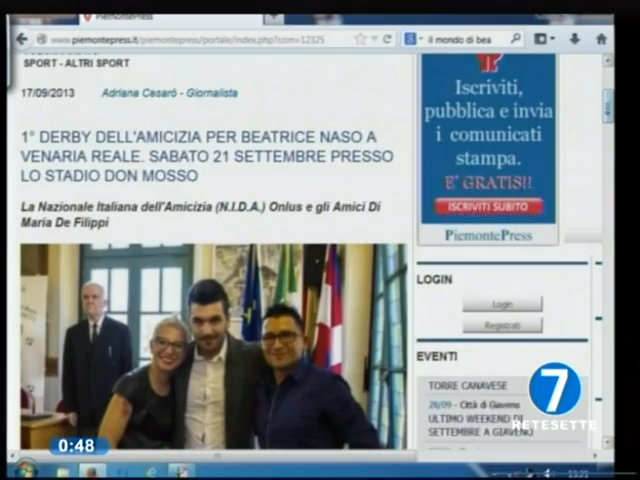 PiemontePress
www.piemontepress.it/piemontepress/portale/index.php?com=12325
il mondo di bea
SPORT - ALTRI SPORT
17/09/2013
Adriana Cesarò - Giornalista
1° DERBY DELL'AMICIZIA PER BEATRICE NASO A
VENARIA REALE. SABATO 21 SETTEMBRE PRESSO
LO STADIO DON MOSSO
La Nazionale Italiana dell'Amicizia (N.I.D.A.) Onlus e gli Amici Di
Maria De Filippi
Iscriviti,
pubblica e invia
i comunicati
stampa.
E' GRATIS!!
ISCRIVITI SUBITO
PiemontePress
LOGIN
Login
Registrati
EVENTI
TORRE CANAVESE
28/09 - Città di Giaveno
ULTIMO WEEKEND DI
SETTEMBRE A GIAVENO
7
RETESETTE
0:48
13:21